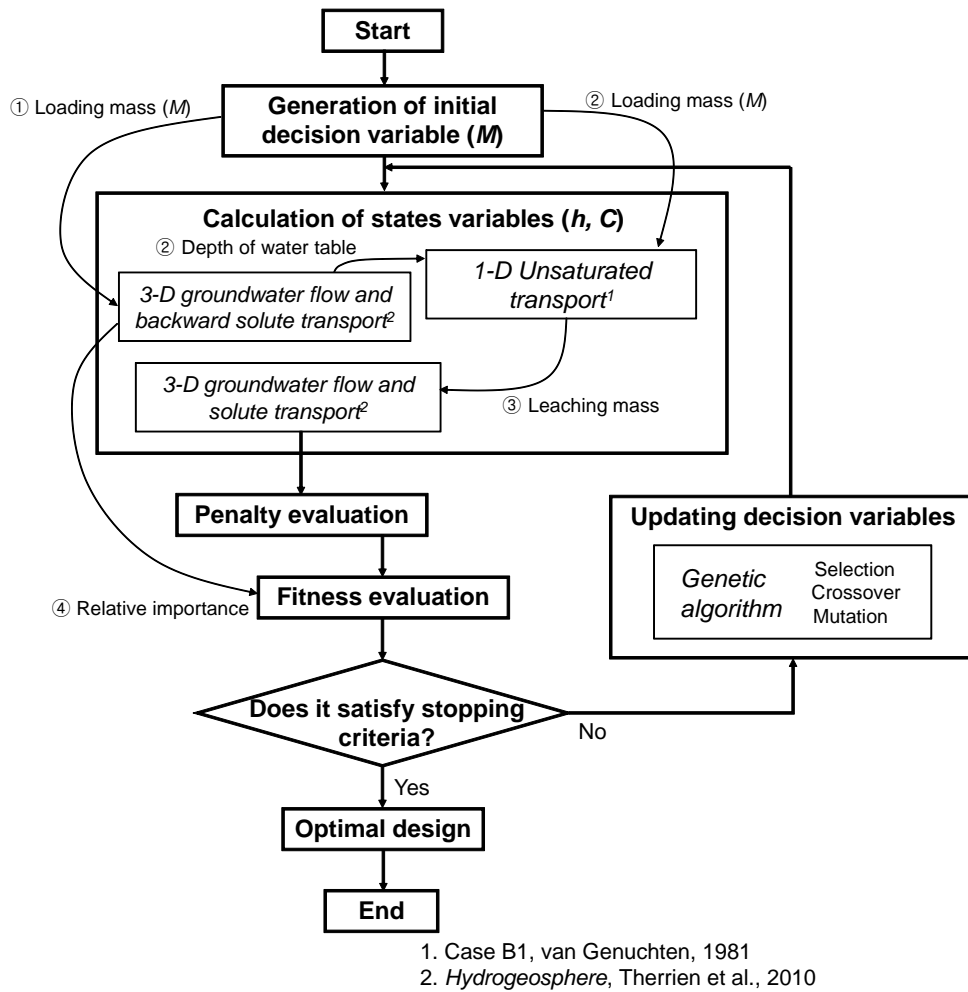 Start
① Loading mass (M)
Generation of initial
decision variable (M)
② Loading mass (M)
Calculation of states variables (h, C)
② Depth of water table
1-D Unsaturated
transport¹
3-D groundwater flow and
backward solute transport²
3-D groundwater flow and
solute transport²
③ Leaching mass
Penalty evaluation
Updating decision variables
Genetic
algorithm
Selection
Crossover
Mutation
Fitness evaluation
④ Relative importance
Does it satisfy stopping
criteria?
No
Yes
Optimal design
End
1. Case B1, van Genuchten, 1981
2. Hydrogeosphere, Therrien et al., 2010